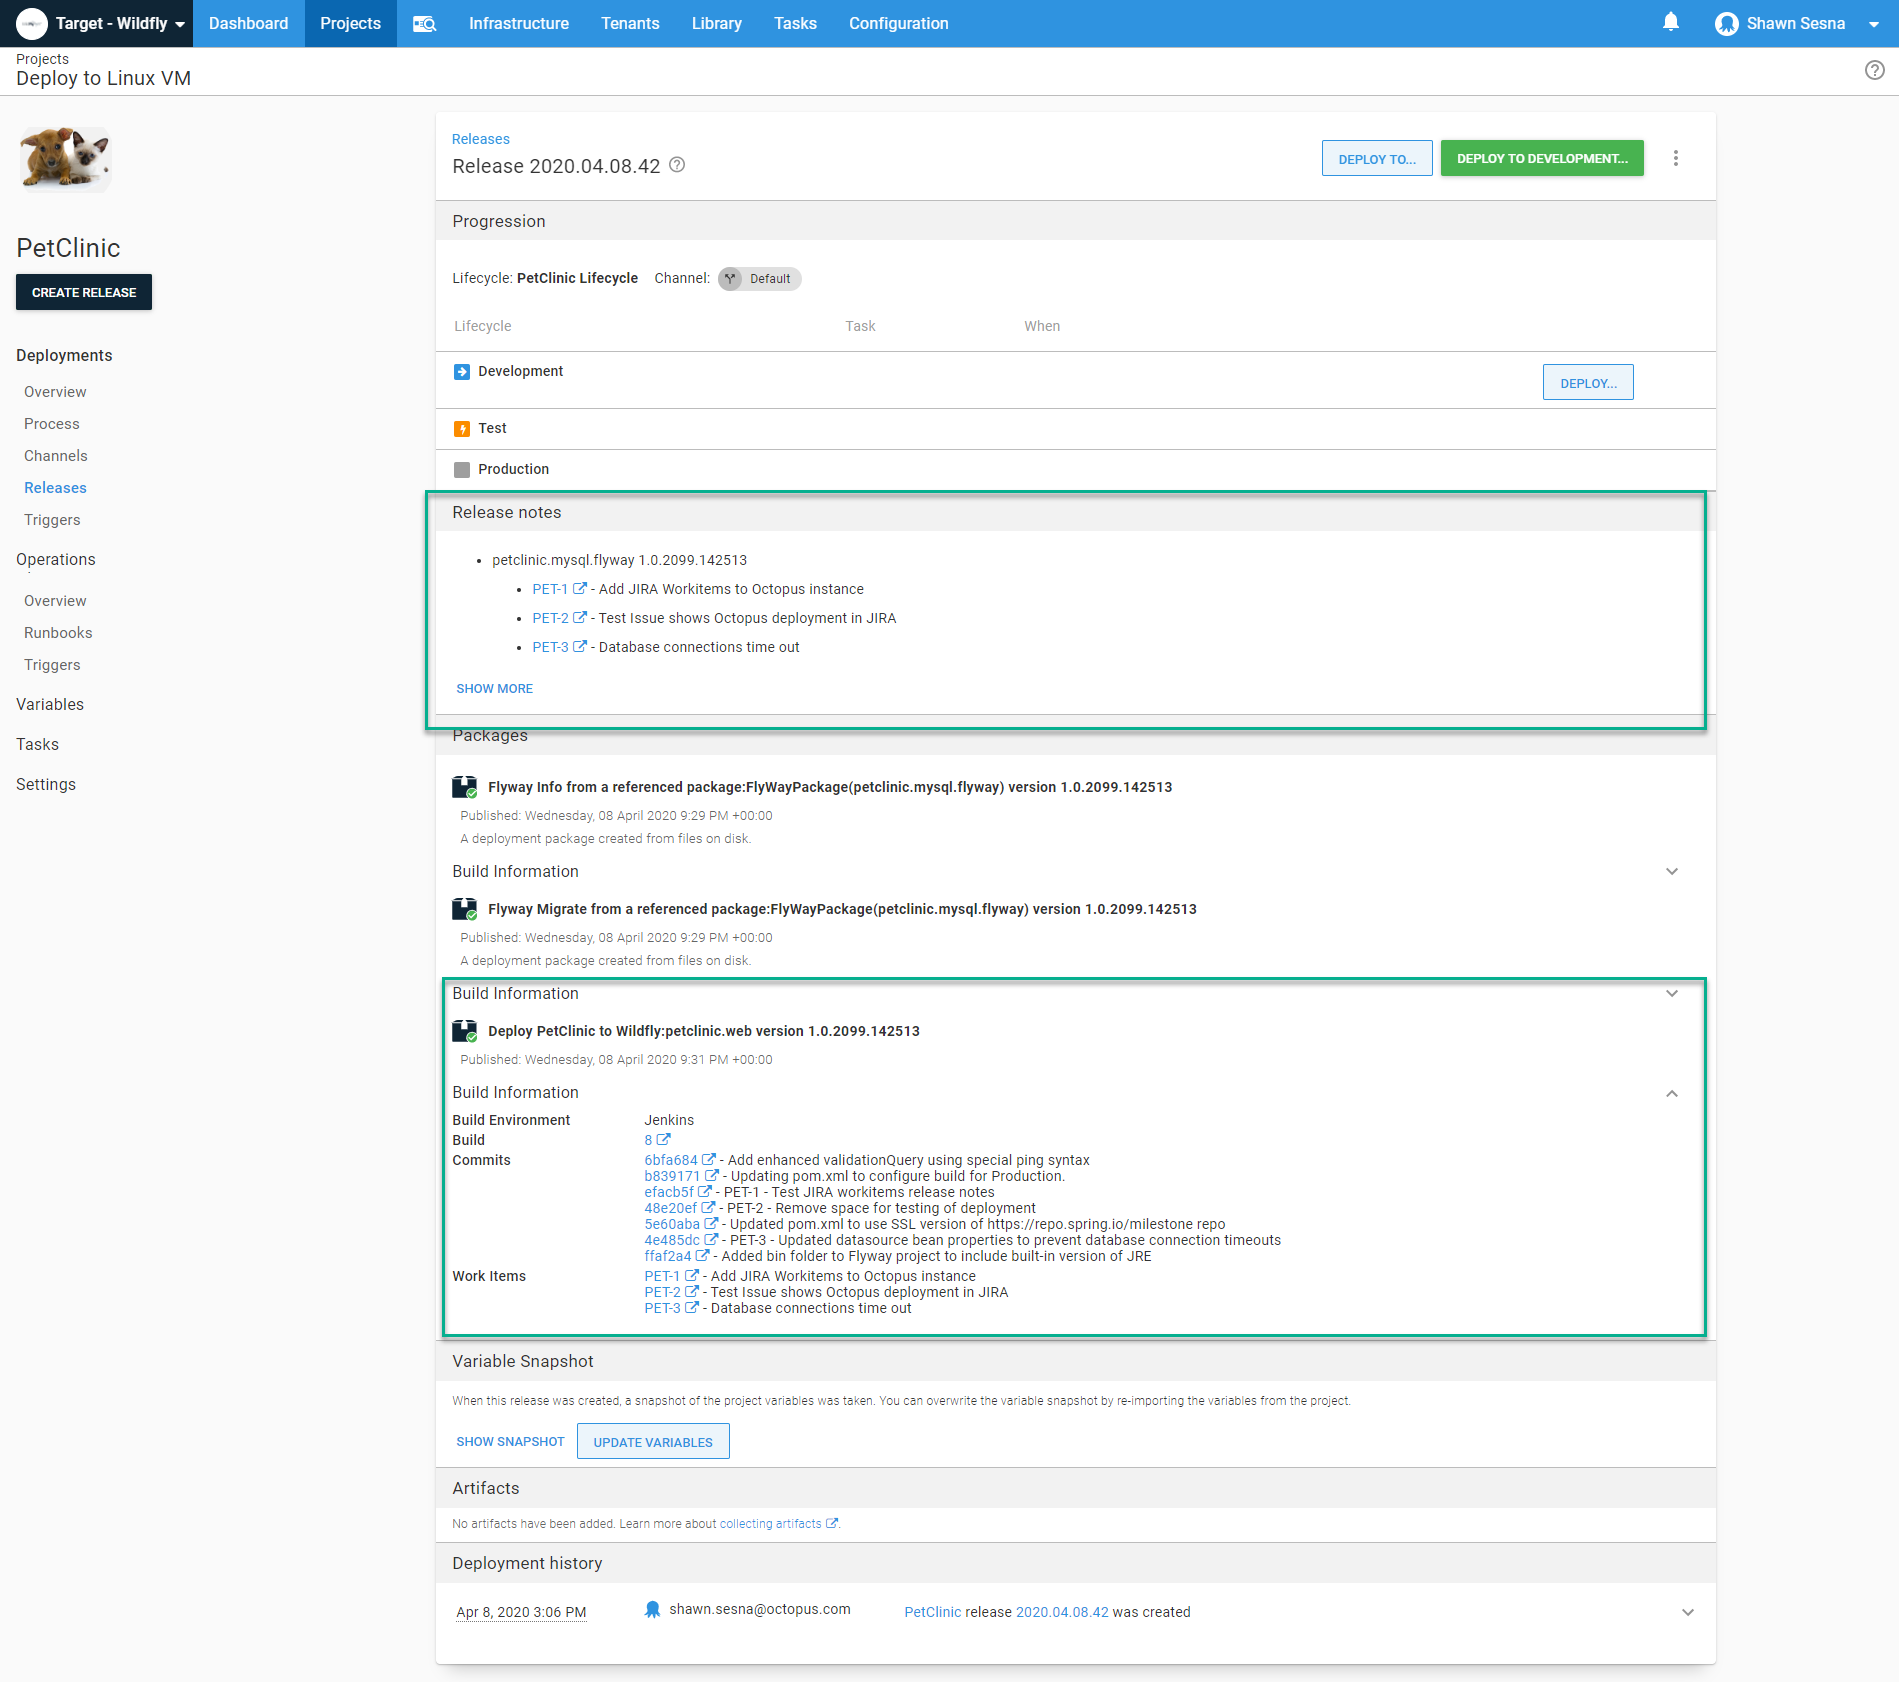 Target - Wildfly
Dashboard
Projects
Infrastructure
Tenants
Library
Tasks
Configuration
Shawn Sesna
Projects
Deploy to Linux VM
PetClinic
CREATE RELEASE
Deployments
Overview
Process
Channels
Releases
Triggers
Operations
Overview
Runbooks
Triggers
Variables
Tasks
Settings
Releases
Release 2020.04.08.42
DEPLOY TO...
DEPLOY TO DEVELOPMENT...
Progression
Lifecycle: PetClinic Lifecycle Channel: Default
Lifecycle Task When
Development
DEPLOY...
Test
Production
Release notes
petclinic.mysql.flyway 1.0.2099.142513
PET-1 - Add JIRA Workitems to Octopus instance
PET-2 - Test Issue shows Octopus deployment in JIRA
PET-3 - Database connections time out
SHOW MORE
Packages
Flyway Info from a referenced package:FlyWayPackage(petclinic.mysql.flyway) version 1.0.2099.142513
Published: Wednesday, 08 April 2020 9:29 PM +00:00
A deployment package created from files on disk.
Build Information
Flyway Migrate from a referenced package:FlyWayPackage(petclinic.mysql.flyway) version 1.0.2099.142513
Published: Wednesday, 08 April 2020 9:29 PM +00:00
A deployment package created from files on disk.
Build Information
Deploy PetClinic to Wildfly:petclinic.web version 1.0.2099.142513
Published: Wednesday, 08 April 2020 9:31 PM +00:00
Build Information
Build Environment Jenkins
Build 8
Commits 6bfa684 - Add enhanced validationQuery using special ping syntax
b839171 - Updating pom.xml to configure build for Production.
efacb5f - PET-1 - Test JIRA workitems release notes
48e20ef - PET-2 - Remove space for testing of deployment
5e60aba - Updated pom.xml to use SSL version of https://repo.spring.io/milestone repo
4e485dc - PET-3 - Updated datasource bean properties to prevent database connection timeouts
ffaf2a4 - Added bin folder to Flyway project to include built-in version of JRE
Work Items PET-1 - Add JIRA Workitems to Octopus instance
PET-2 - Test Issue shows Octopus deployment in JIRA
PET-3 - Database connections time out
Variable Snapshot
When this release was created, a snapshot of the project variables was taken. You can overwrite the variable snapshot by re-importing the variables from the project.
SHOW SNAPSHOT
UPDATE VARIABLES
Artifacts
No artifacts have been added. Learn more about collecting artifacts.
Deployment history
Apr 8, 2020 3:06 PM shawn.sesna@octopus.com PetClinic release 2020.04.08.42 was created